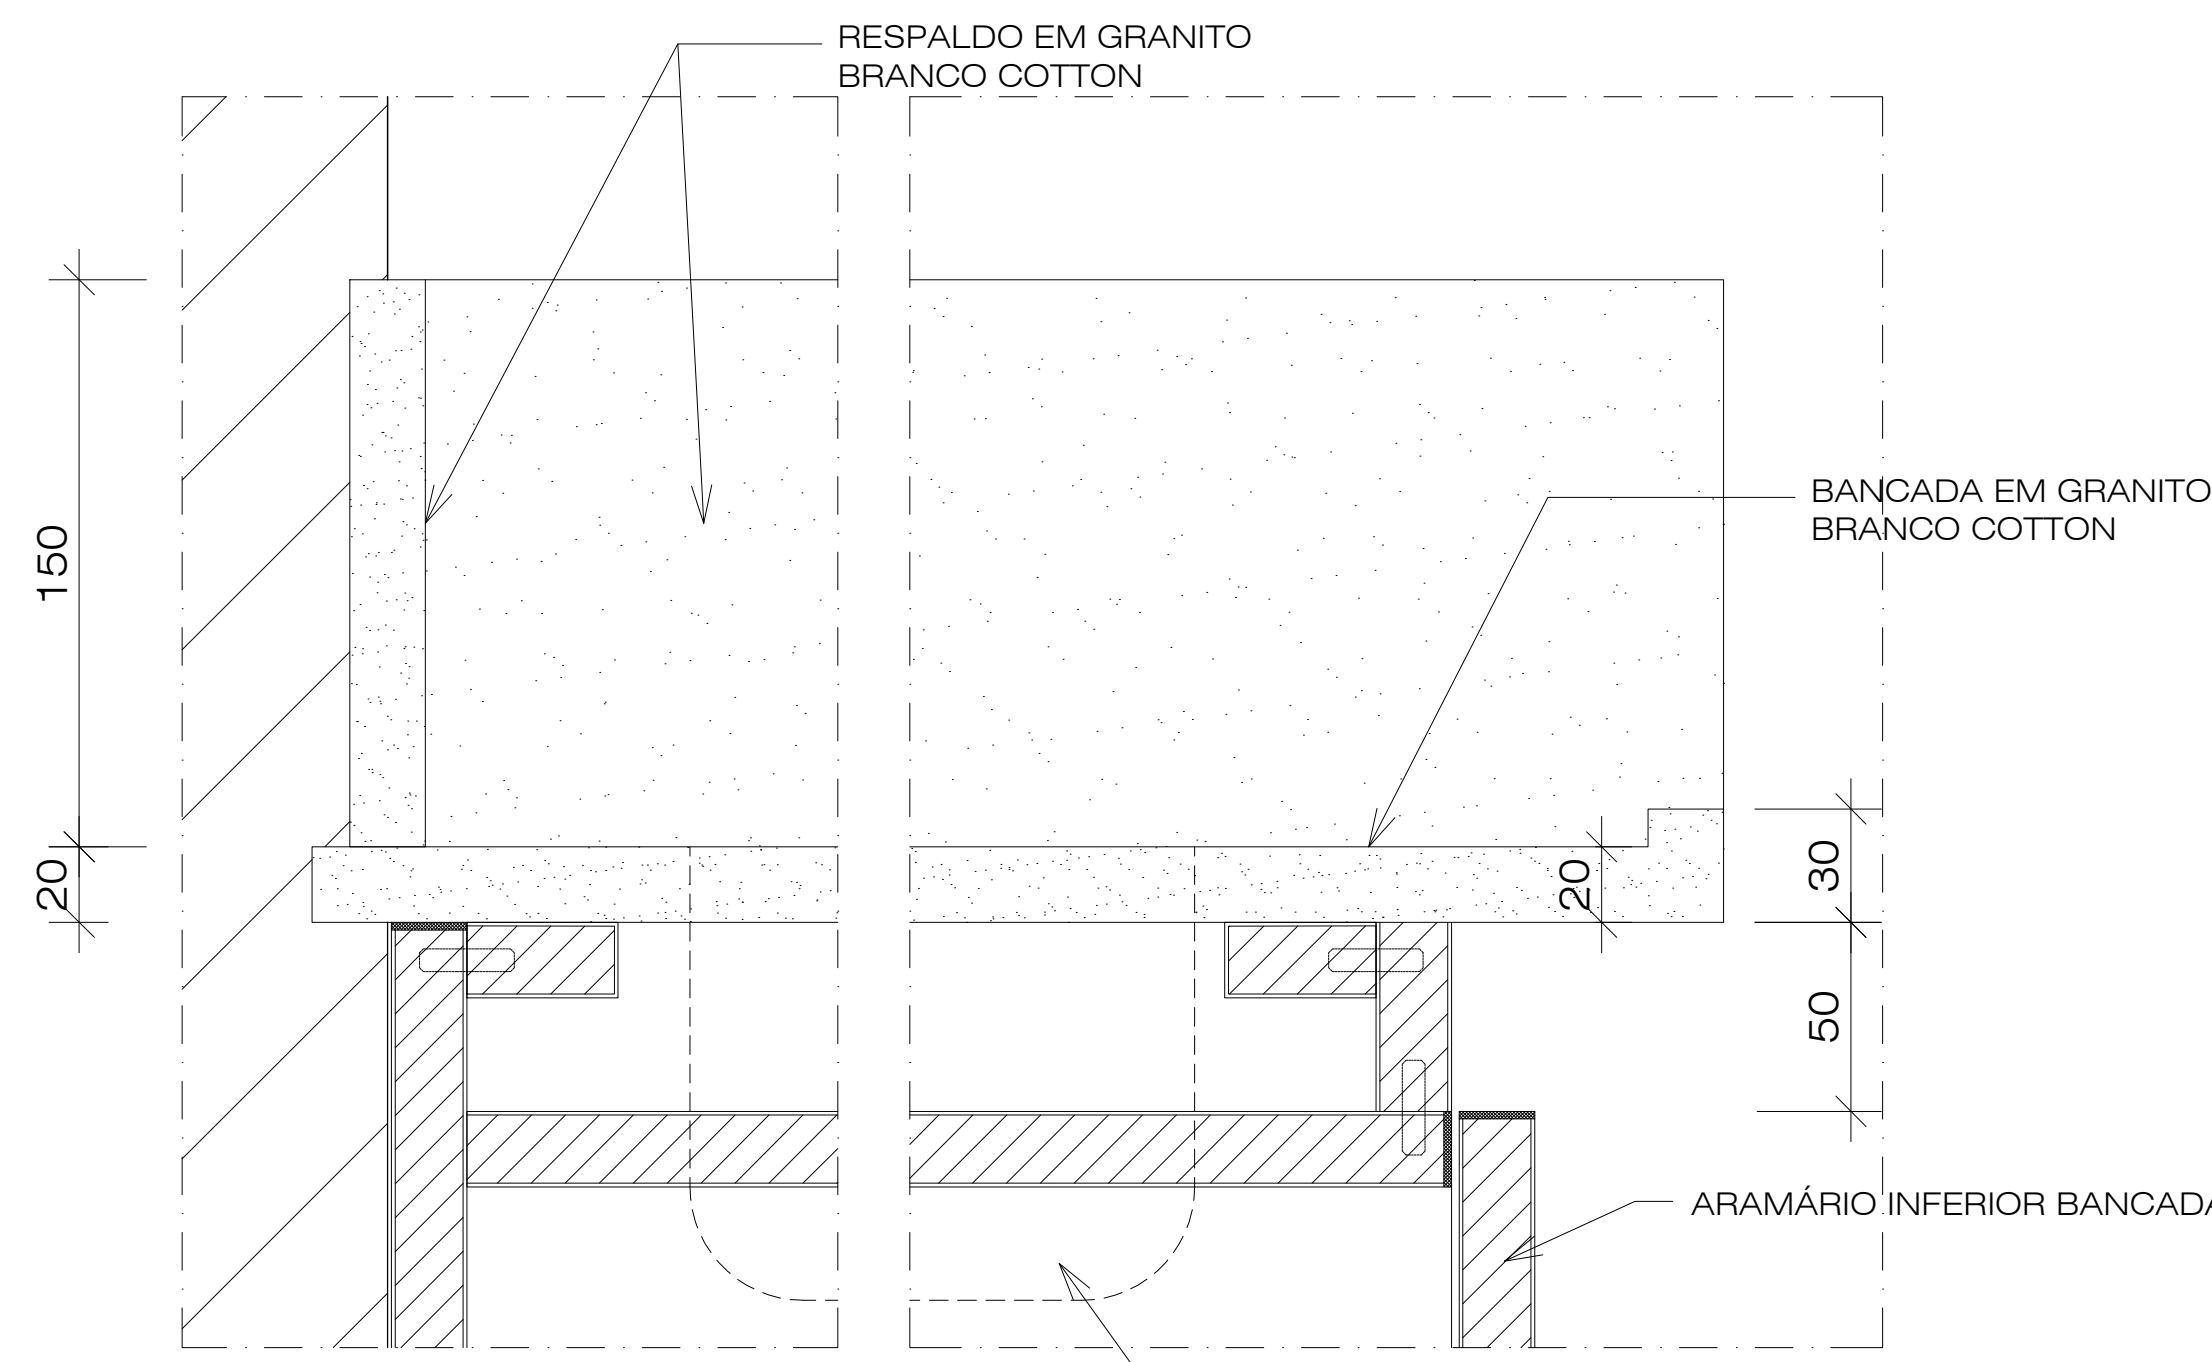 RESPALDO EM GRANITO
BRANCO COTTON
BANCADA EM GRANITO
BRANCO COTTON
150
20
20
30
50
ARAMÁRIO INFERIOR BANCADA